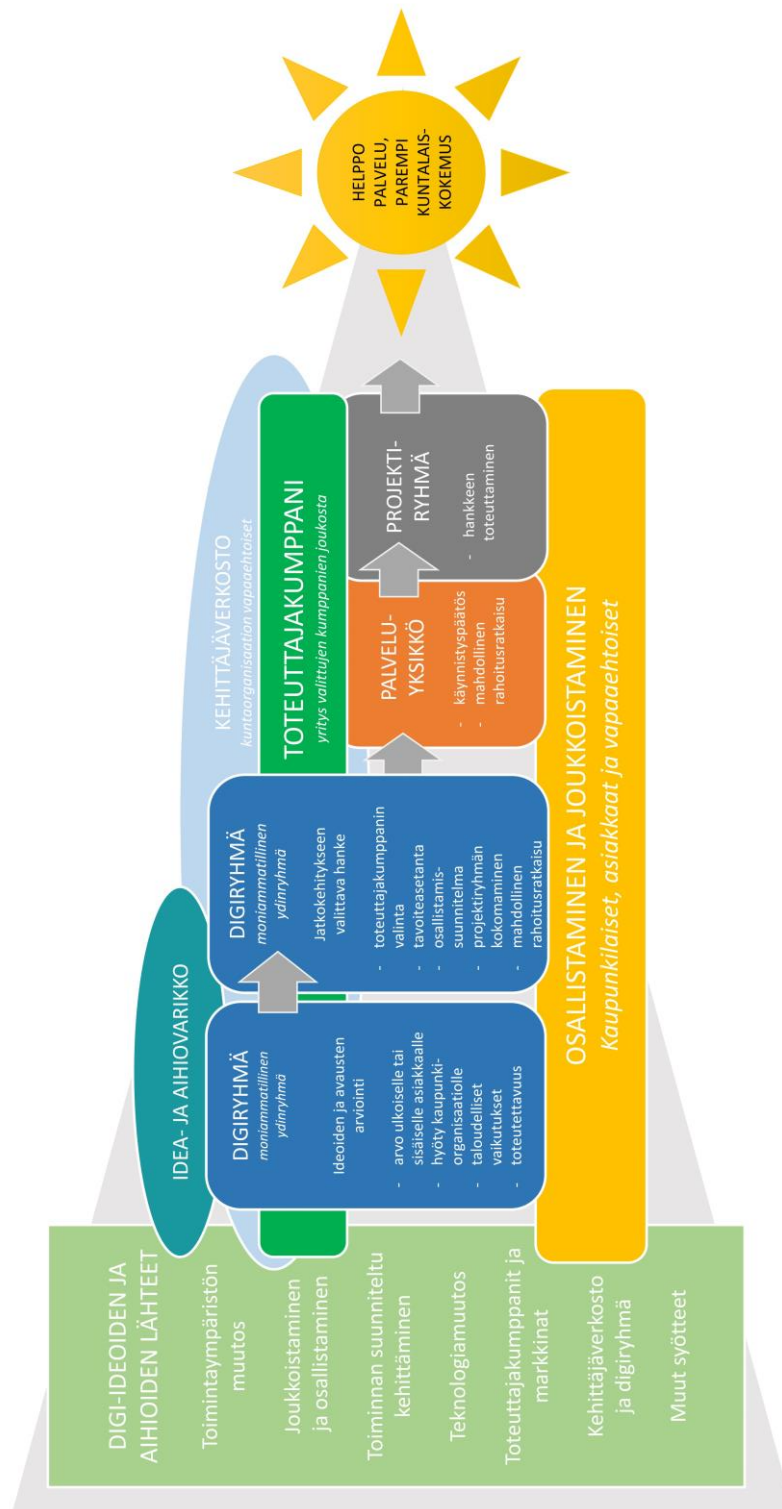 DIGI-IDEOIDEN JA
AIHIOIDEN LÄHTEET
Toimintaympäristön
muutos
Joukkoistaminen
ja osallistaminen
Toiminnan suunniteltu
kehittäminen
Teknologiamuutos
Toteuttajakumppanit ja
markkinat
Kehittäjäverkosto
ja digiryhmä
Muut syötteet
IDEA- JA AIHIOVARIKKO
KEHITTÄJÄVERKOSTO
kuntaorganisaation vapaaehtoiset
TOTEUTTAJAKUMPPANI
yritys valittujen kumppanien joukosta
DIGIRYHMÄ
moniammatillinen
ydinryhmä
Ideoiden ja avausten
arviointi
- arvo ulkoiselle tai
sisäiselle asiakkaalle
- hyöty kaupunki-
organisaatiolle
- taloudelliset
vaikutukset
- toteutettavuus
DIGIRYHMÄ
moniammatillinen
ydinryhmä
Jatkokehitykseen
valittava hanke
- toteuttajakumppanin
valinta
- tavoiteasetanta
- osallistamis-
suunnitelma
- projektiryhmän
kokoaminen
- mahdollinen
rahoitusratkaisu
PALVELU-
YKSIKKÖ
- käynnistyspäätös
- mahdollinen
rahoitusratkaisu
PROJEKTI-
RYHMÄ
- hankkeen
toteuttaminen
OSALLISTAMINEN JA JOUKKOISTAMINEN
Kaupunkilaiset, asiakkaat ja vapaaehtoiset
HELPPO
PALVELU,
PAREMPI
KUNTALAIS-
KOKEMUS